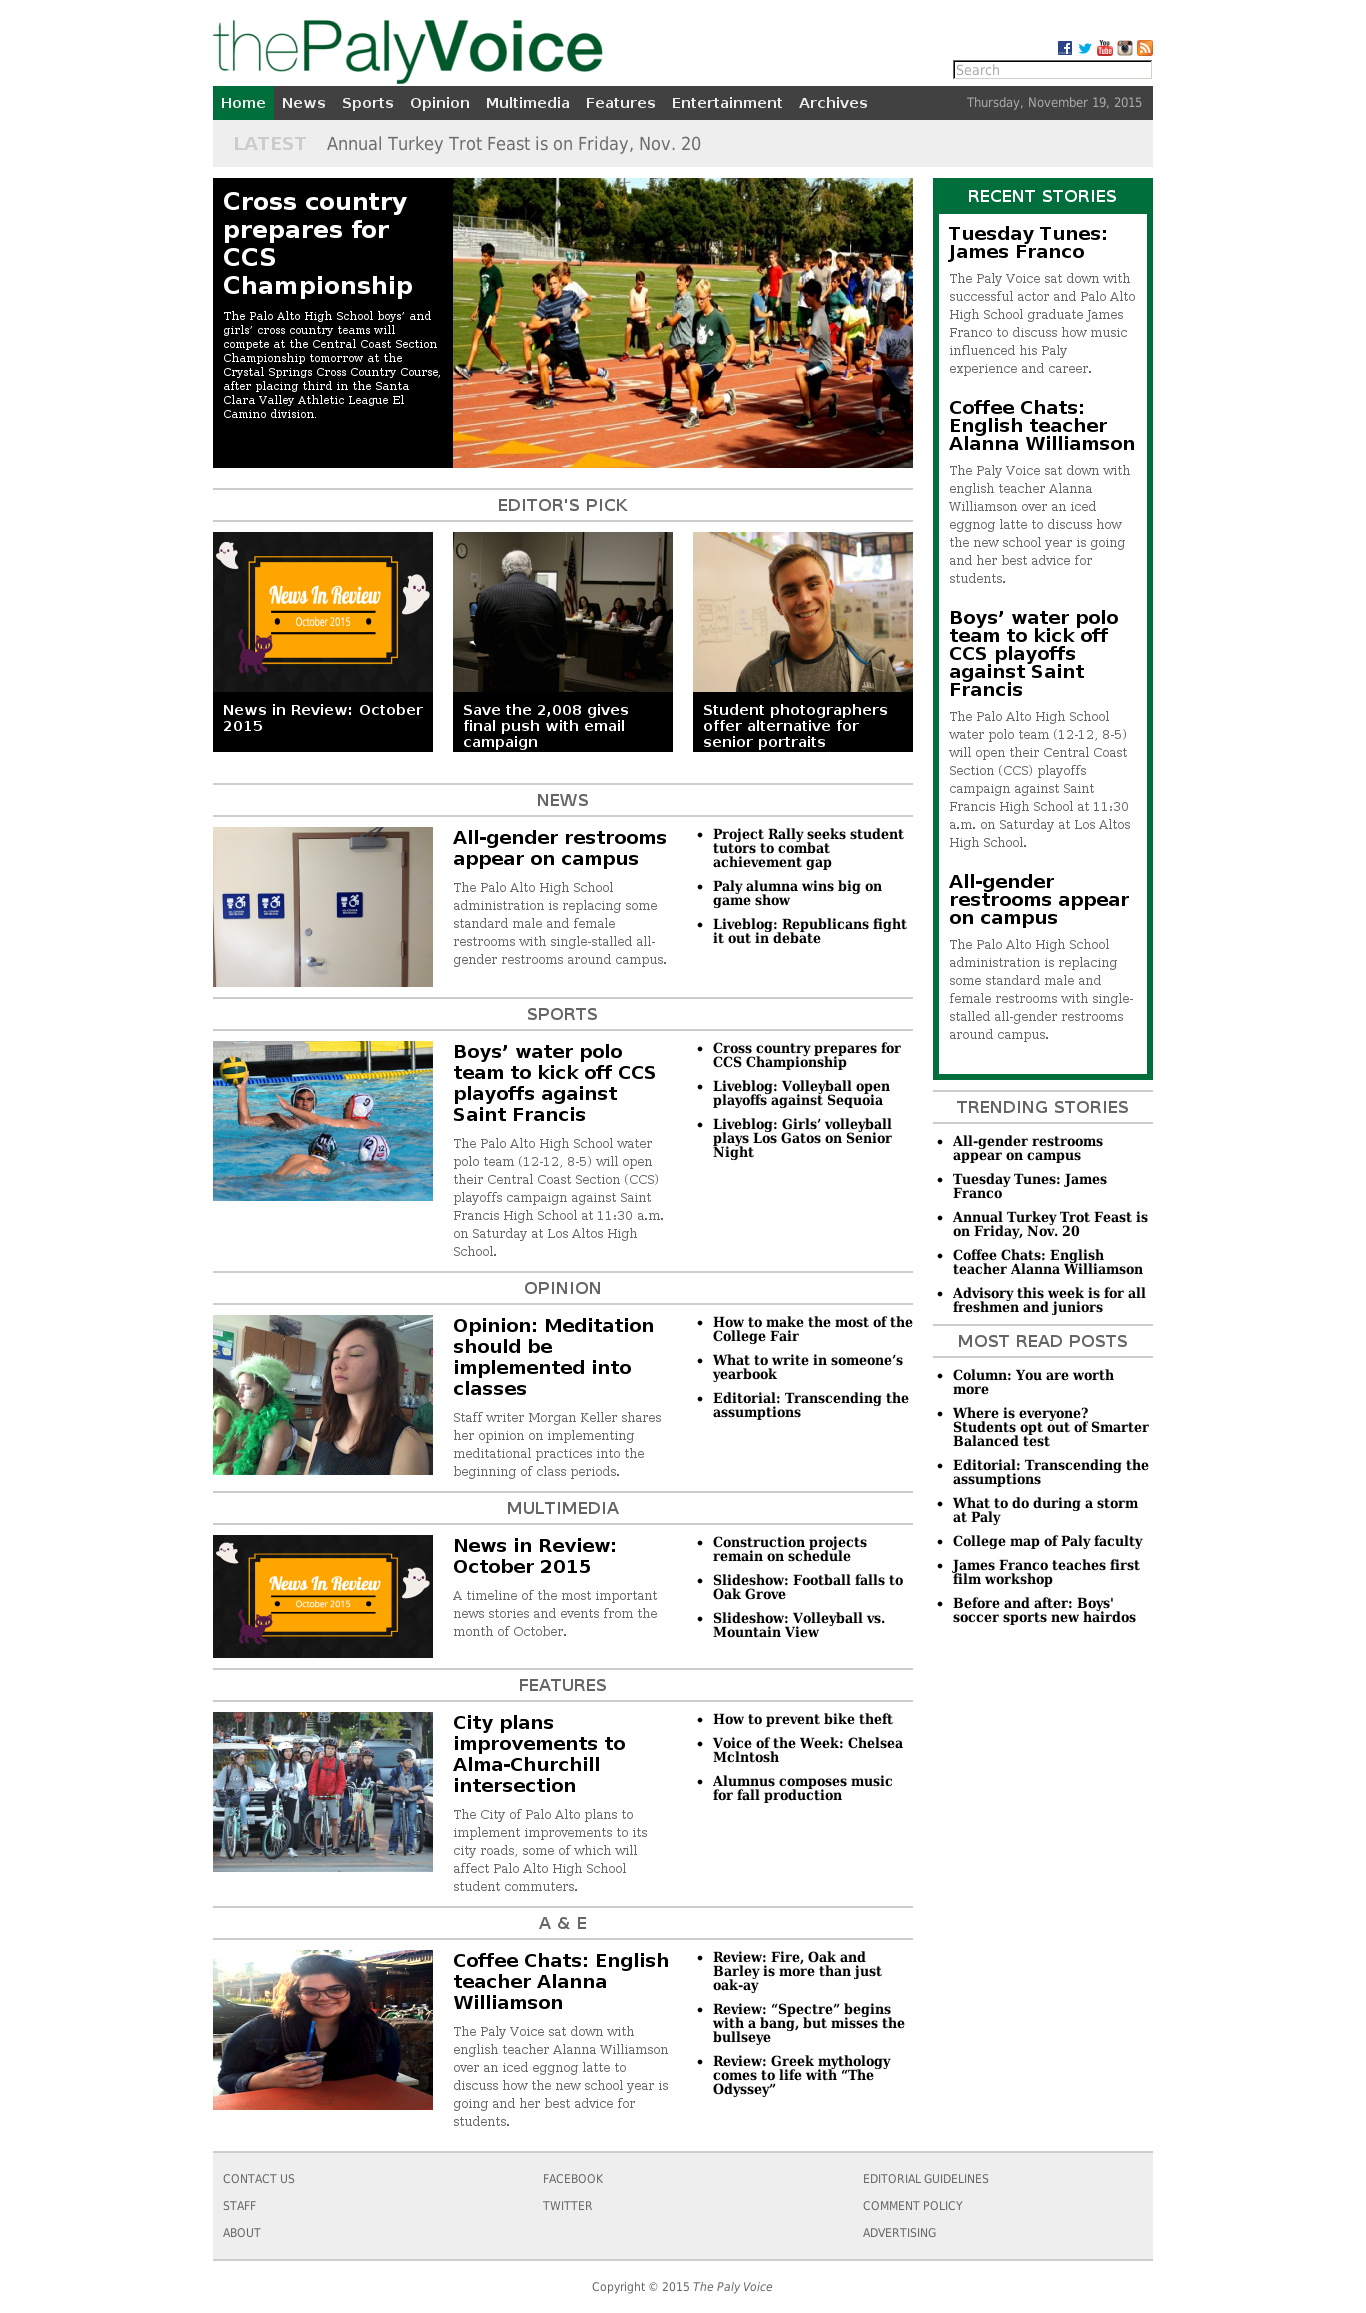 thePalyVoice
Search
Home News Sports Opinion Multimedia Features Entertainment Archives Thursday, November 19, 2015
LATEST Annual Turkey Trot Feast is on Friday, Nov. 20
Cross country
prepares for
CCS
Championship
The Palo Alto High School boys’ and
girls’ cross country teams will
compete at the Central Coast Section
Championship tomorrow at the
Crystal Springs Cross Country Course,
after placing third in the Santa
Clara Valley Athletic League El
Camino division.
EDITOR'S PICK
News In Review
October 2015
News in Review: October
2015
Save the 2,008 gives
final push with email
campaign
Student photographers
offer alternative for
senior portraits
NEWS
All-gender restrooms
appear on campus
The Palo Alto High School
administration is replacing some
standard male and female
restrooms with single-stalled all-
gender restrooms around campus.
• Project Rally seeks student
tutors to combat
achievement gap
• Paly alumna wins big on
game show
• Liveblog: Republicans fight
it out in debate
SPORTS
Boys’ water polo
team to kick off CCS
playoffs against
Saint Francis
The Palo Alto High School water
polo team (12-12, 8-5) will open
their Central Coast Section (CCS)
playoffs campaign against Saint
Francis High School at 11:30 a.m.
on Saturday at Los Altos High
School.
• Cross country prepares for
CCS Championship
• Liveblog: Volleyball open
playoffs against Sequoia
• Liveblog: Girls’ volleyball
plays Los Gatos on Senior
Night
OPINION
Opinion: Meditation
should be
implemented into
classes
Staff writer Morgan Keller shares
her opinion on implementing
meditational practices into the
beginning of class periods.
• How to make the most of the
College Fair
• What to write in someone’s
yearbook
• Editorial: Transcending the
assumptions
MULTIMEDIA
News In Review
October 2015
News in Review:
October 2015
A timeline of the most important
news stories and events from the
month of October.
• Construction projects
remain on schedule
• Slideshow: Football falls to
Oak Grove
• Slideshow: Volleyball vs.
Mountain View
FEATURES
25
City plans
improvements to
Alma-Churchill
intersection
The City of Palo Alto plans to
implement improvements to its
city roads, some of which will
affect Palo Alto High School
student commuters.
• How to prevent bike theft
• Voice of the Week: Chelsea
McIntosh
• Alumnus composes music
for fall production
A & E
Coffee Chats: English
teacher Alanna
Williamson
The Paly Voice sat down with
english teacher Alanna Williamson
over an iced eggnog latte to
discuss how the new school year is
going and her best advice for
students.
• Review: Fire, Oak and
Barley is more than just
oak-ay
• Review: “Spectre” begins
with a bang, but misses the
bullseye
• Review: Greek mythology
comes to life with “The
Odyssey”
RECENT STORIES
Tuesday Tunes:
James Franco
The Paly Voice sat down with
successful actor and Palo Alto
High School graduate James
Franco to discuss how music
influenced his Paly
experience and career.
Coffee Chats:
English teacher
Alanna Williamson
The Paly Voice sat down with
english teacher Alanna
Williamson over an iced
eggnog latte to discuss how
the new school year is going
and her best advice for
students.
Boys’ water polo
team to kick off
CCS playoffs
against Saint
Francis
The Palo Alto High School
water polo team (12-12, 8-5)
will open their Central Coast
Section (CCS) playoffs
campaign against Saint
Francis High School at 11:30
a.m. on Saturday at Los Altos
High School.
All-gender
restrooms appear
on campus
The Palo Alto High School
administration is replacing
some standard male and
female restrooms with single-
stalled all-gender restrooms
around campus.
TRENDING STORIES
• All-gender restrooms
appear on campus
• Tuesday Tunes: James
Franco
• Annual Turkey Trot Feast is
on Friday, Nov. 20
• Coffee Chats: English
teacher Alanna Williamson
• Advisory this week is for all
freshmen and juniors
MOST READ POSTS
• Column: You are worth
more
• Where is everyone?
Students opt out of Smarter
Balanced test
• Editorial: Transcending the
assumptions
• What to do during a storm
at Paly
• College map of Paly faculty
• James Franco teaches first
film workshop
• Before and after: Boys'
soccer sports new hairdos
CONTACT US FACEBOOK EDITORIAL GUIDELINES
STAFF TWITTER COMMENT POLICY
ABOUT ADVERTISING
Copyright © 2015 The Paly Voice